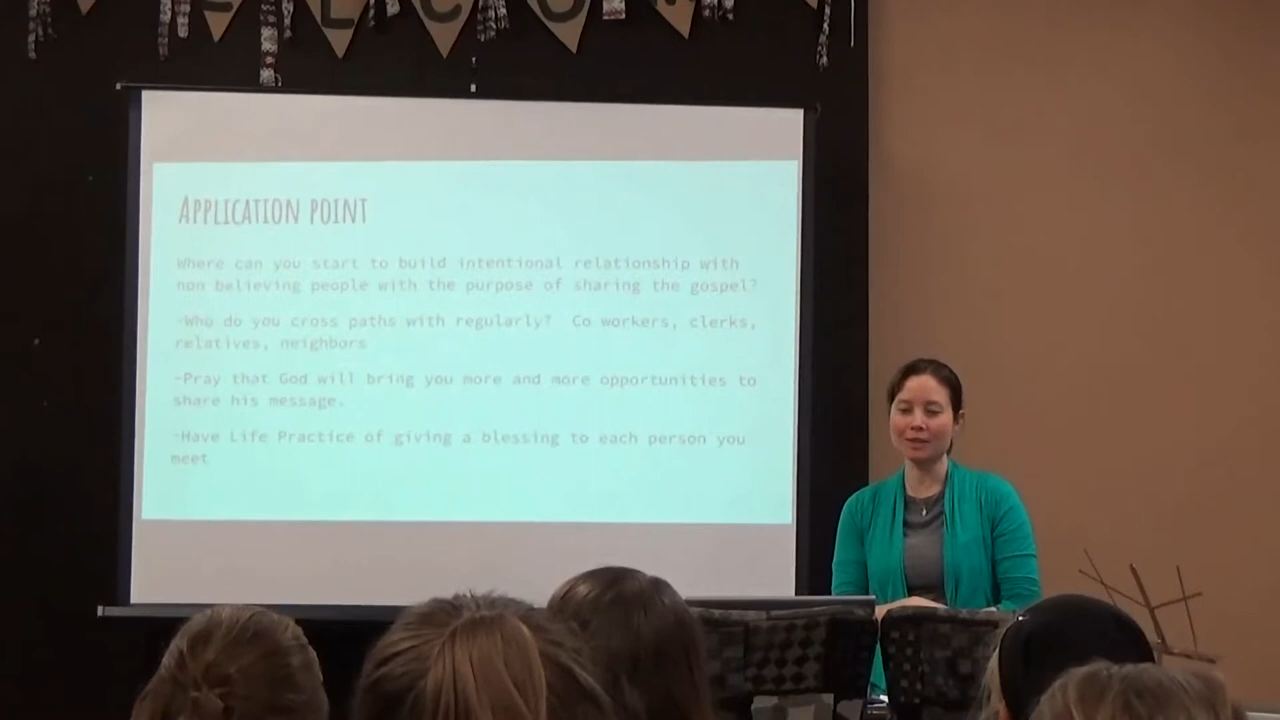 ELCO
APPLICATION POINT
Where can you start to build intentional relationship with
non believing people with the purpose of sharing the gospel?
-Who do you cross paths with regularly? Co workers, clerks,
relatives, neighbors
-Pray that God will bring you more and more opportunities to
share his message.
-Have Life Practice of giving a blessing to each person you
meet